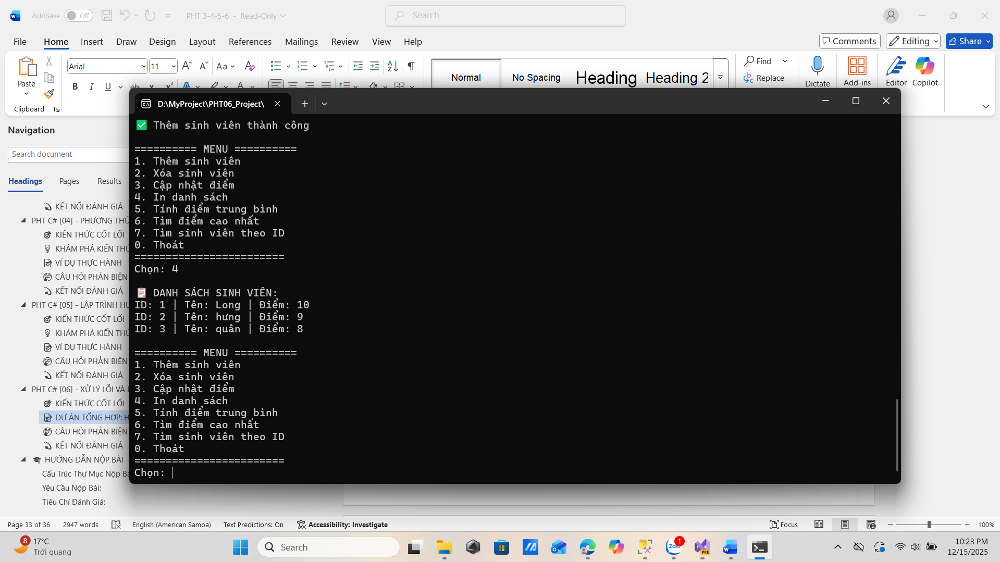 AutoSave
Off
PHT 3-4-5-6 - Read-Only
Search
File
Home
Insert
Draw
Design
Layout
References
Mailings
Review
View
Help
Comments
Editing
Share
Paste
Clipboard
Arial
11
Aa
B
I
U
Normal
No Spacing
Heading
Heading 2
Find
Replace
Dictate
Add-ins
Editor
Copilot
Navigation
Search document
Headings
Pages
Results
KẾT NỐI ĐÁNH GIÁ
PHT C# [04] - PHƯƠNG
KIẾN THỨC CỐT LÕI
KHÁM PHÁ KIẾN
VÍ DỤ THỰC HÀNH
CÂU HỎI PHẢN BIỆN
KẾT NỐI ĐÁNH GIÁ
PHT C# [05] - LẬP TRÌNH
KIẾN THỨC CỐT LÕI
KHÁM PHÁ KIẾN
VÍ DỤ THỰC HÀNH
CÂU HỎI PHẢN BIỆN
KẾT NỐI ĐÁNH GIÁ
PHT C# [06] - XỬ LÝ LỖI VÀ
KIẾN THỨC CỐT LÕI
DỰ ÁN TỔNG HỢP:
CÂU HỎI PHẢN BIỆN
KẾT NỐI ĐÁNH GIÁ
HƯỚNG DẪN NỘP BÀI
Cấu Trúc Thư Mục Nộp
Yêu Cầu Nộp Bài:
Tiêu Chí Đánh Giá:
D:\MyProject\PHT06_Project\
✅ Thêm sinh viên thành công
========== MENU ==========
1. Thêm sinh viên
2. Xóa sinh viên
3. Cập nhật điểm
4. In danh sách
5. Tính điểm trung bình
6. Tìm điểm cao nhất
7. Tìm sinh viên theo ID
0. Thoát
========================
Chọn: 4
📋 DANH SÁCH SINH VIÊN:
ID: 1 | Tên: Long | Điểm: 10
ID: 2 | Tên: hưng | Điểm: 9
ID: 3 | Tên: quân | Điểm: 8
========== MENU ==========
1. Thêm sinh viên
2. Xóa sinh viên
3. Cập nhật điểm
4. In danh sách
5. Tính điểm trung bình
6. Tìm điểm cao nhất
7. Tìm sinh viên theo ID
0. Thoát
========================
Chọn:
Page 33 of 36
2947 words
English (American Samoa)
Text Predictions: On
Accessibility: Investigate
Focus
100%
8
17°C
Trời quang
Search
Zalo
1
PRE
10:23 PM
12/15/2025